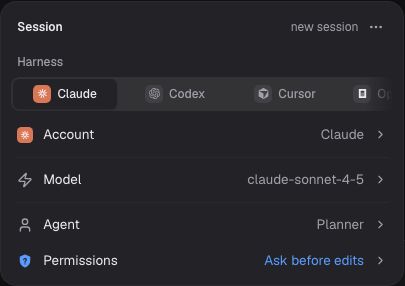 Session new session
Harness
Claude Codex Cursor
Account Claude
Model claude-sonnet-4-5
Agent Planner
Permissions Ask before edits